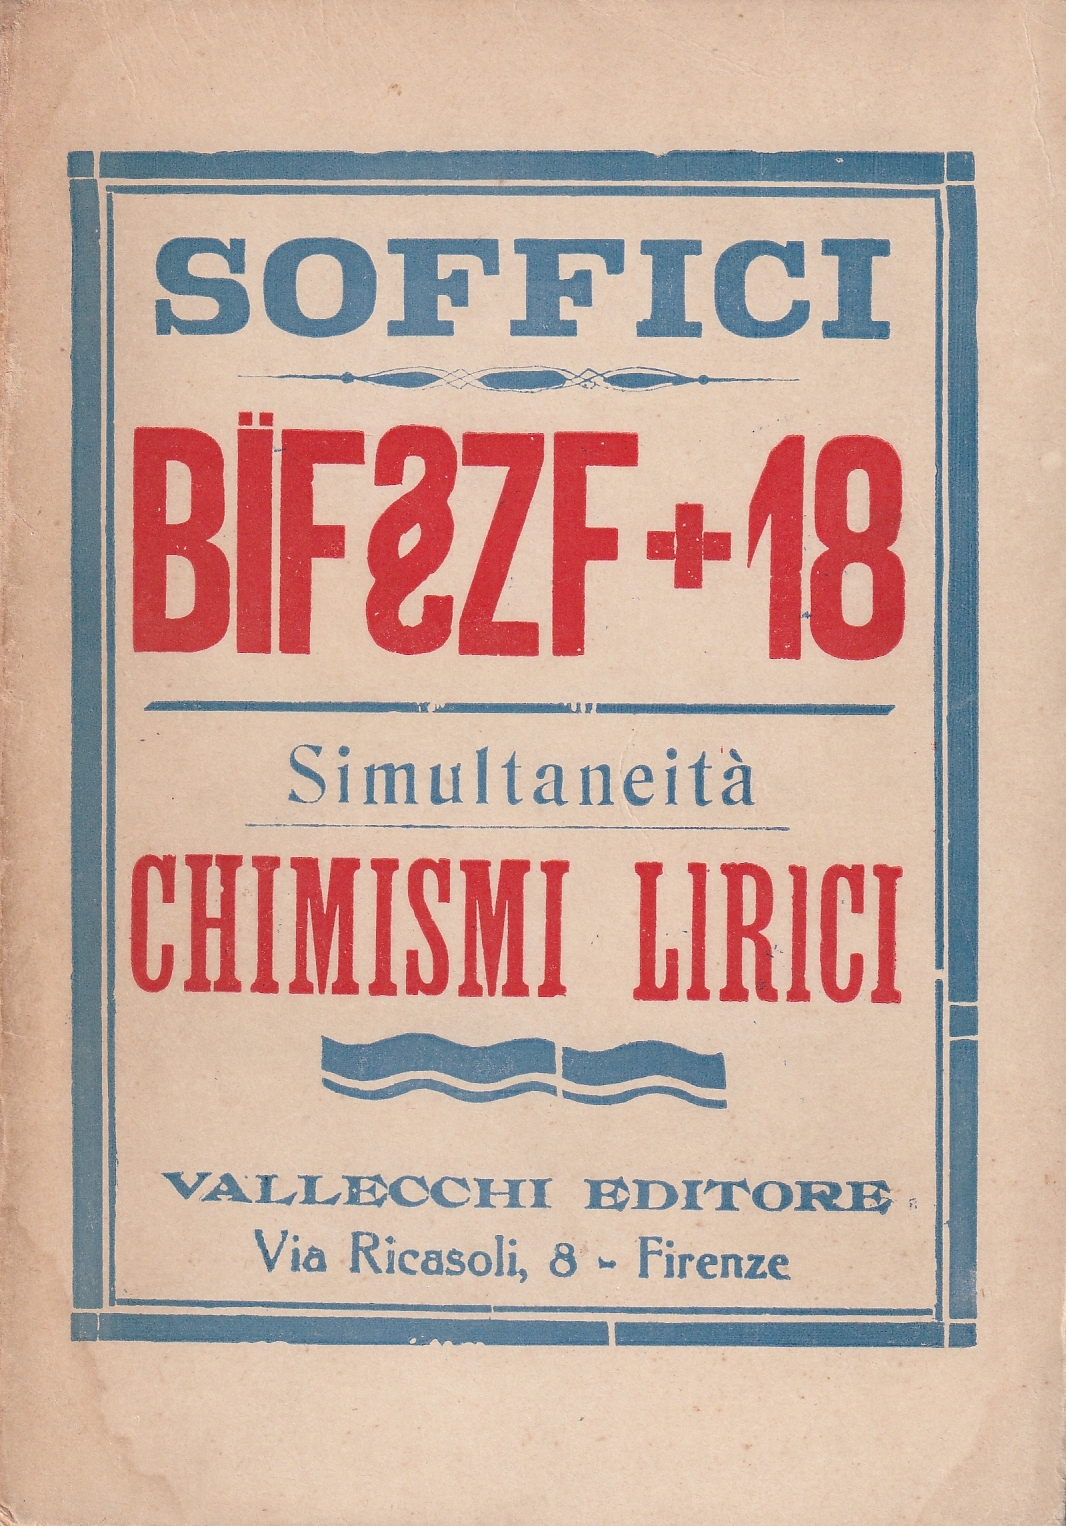 SOFFICI
BÏF§ZF+18
Simultaneità
CHIMISMI LIRICI
VALLECCHI EDITORE
Via Ricasoli, 8 - Firenze